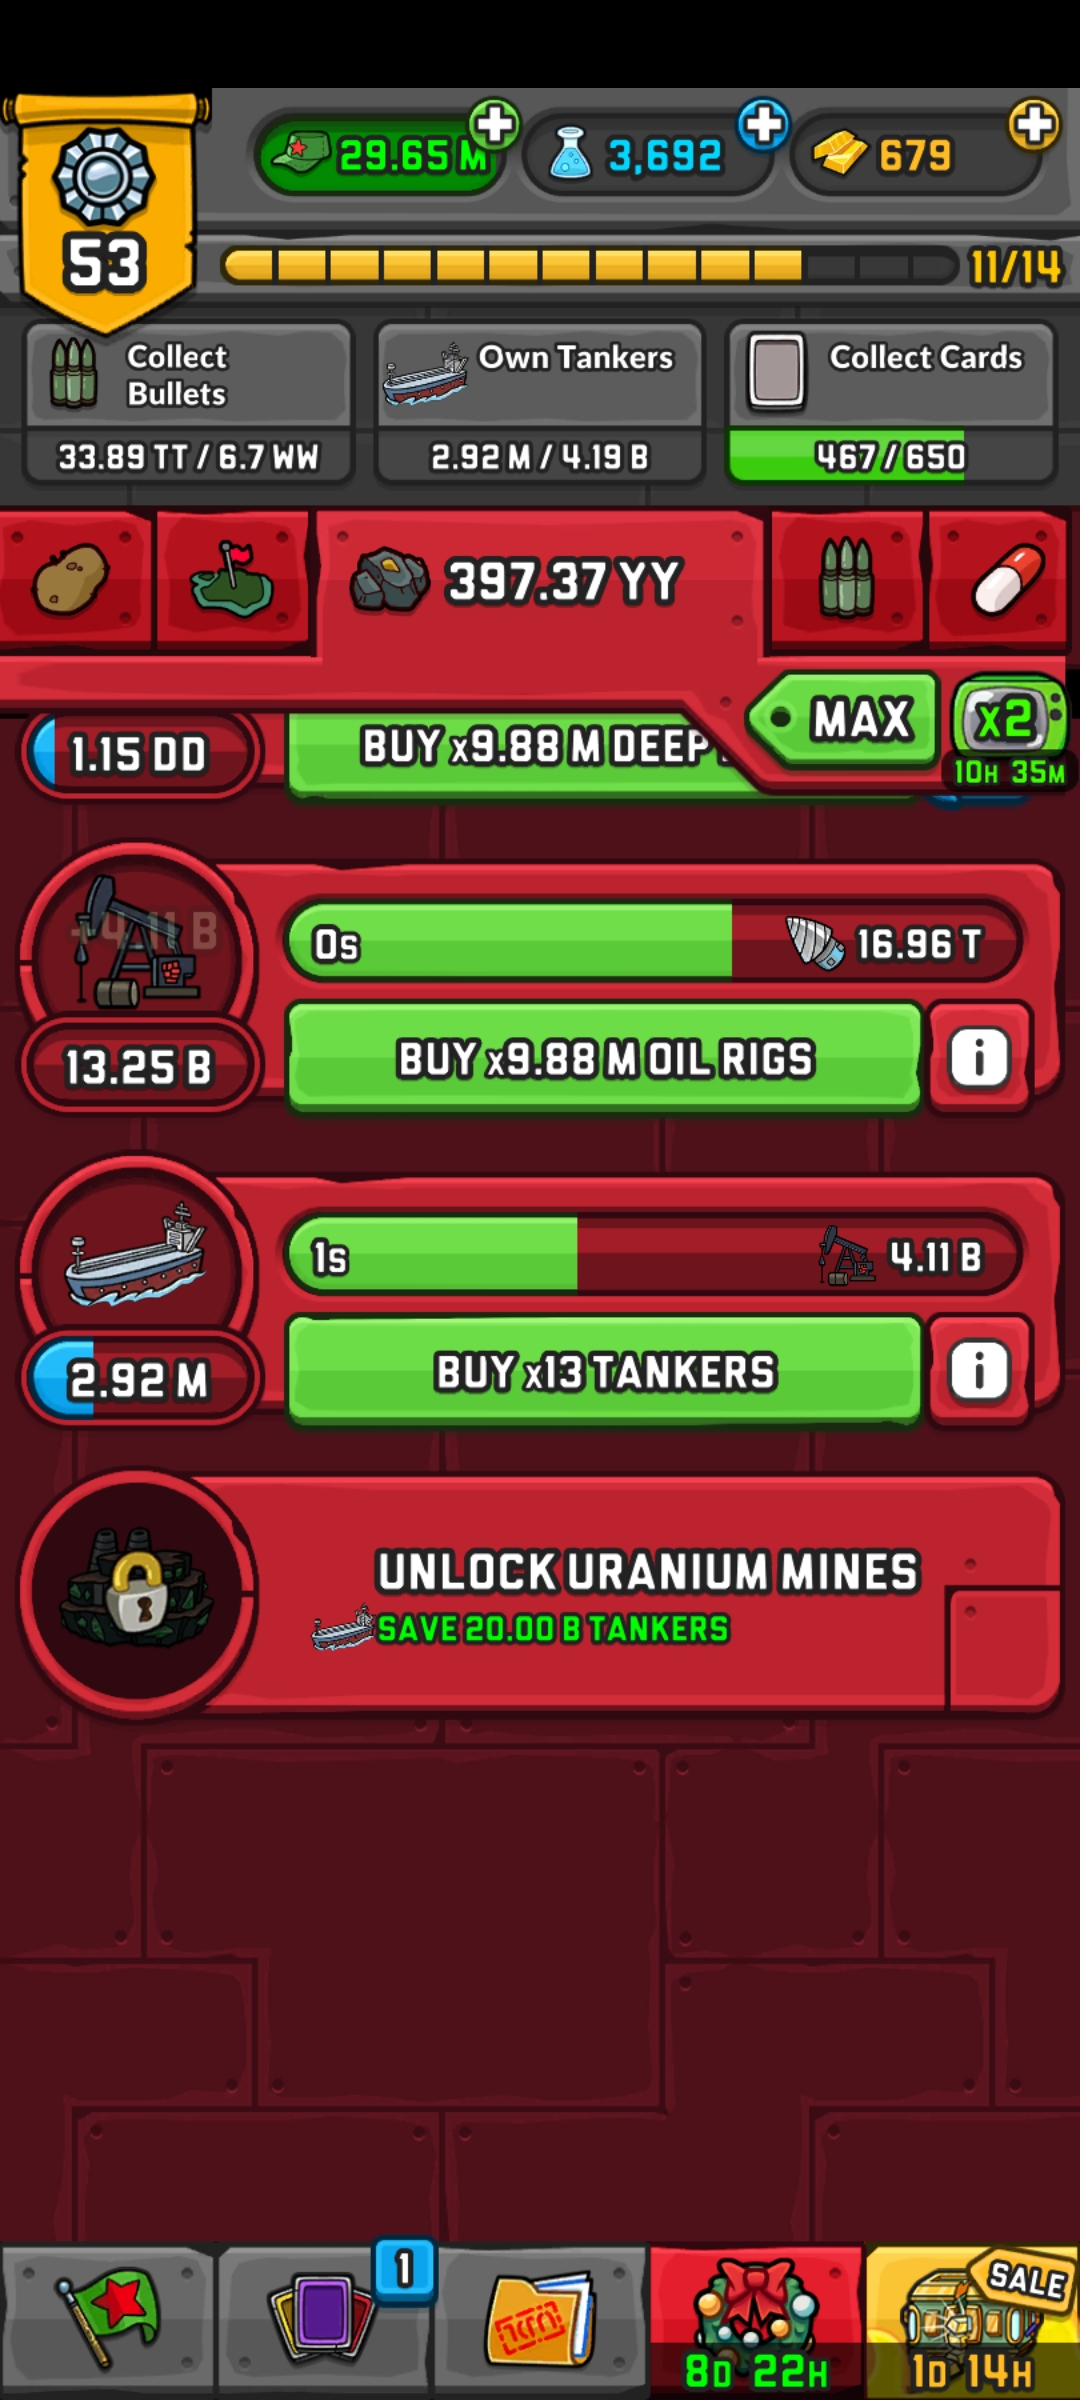 29.65 M
3,692
679
53
11/14
Collect Bullets
Own Tankers
Collect Cards
33.89 TT / 6.7 WW
2.92 M / 4.19 B
467 / 650
397.37 YY
MAX
x2
10H 35M
1.15 DD
BUY x9.88 M DEEP
+4.11 B
0s
16.96 T
13.25 B
BUY x9.88 M OIL RIGS
i
1s
4.11 B
2.92 M
BUY x13 TANKERS
i
UNLOCK URANIUM MINES
SAVE 20.00 B TANKERS
1
SALE
8D 22H
1D 14H